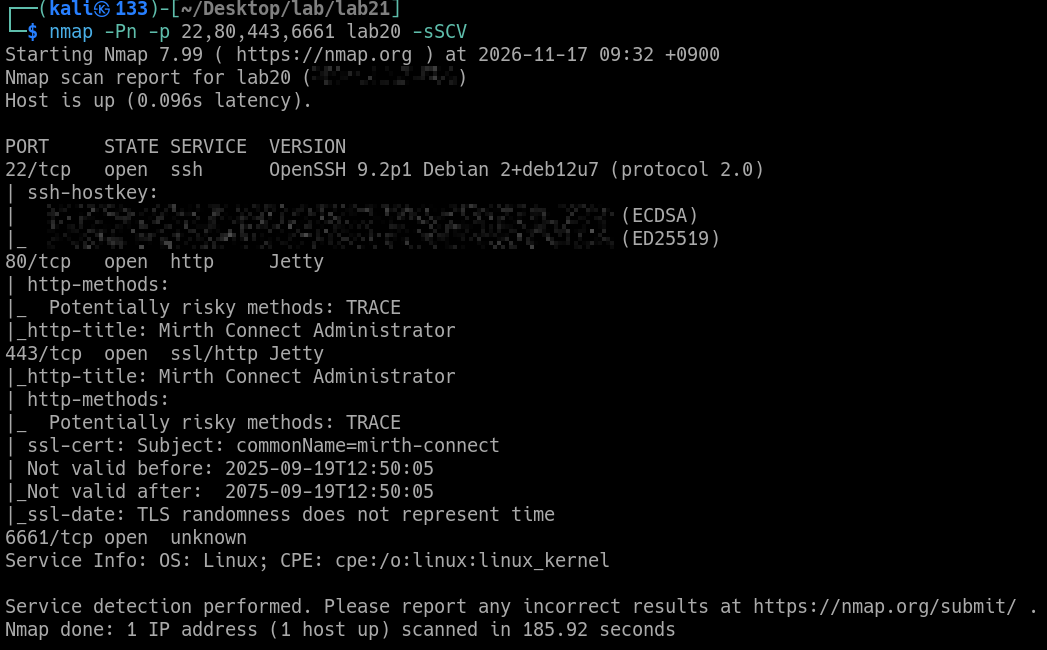 ┌──(kali㉿133)-[~/Desktop/lab/lab21]
└─$ nmap -Pn -p 22,80,443,6661 lab20 -sSCV
Starting Nmap 7.99 ( https://nmap.org ) at 2026-11-17 09:32 +0900
Nmap scan report for lab20 ( )
Host is up (0.096s latency).

PORT     STATE SERVICE  VERSION
22/tcp   open  ssh      OpenSSH 9.2p1 Debian 2+deb12u7 (protocol 2.0)
| ssh-hostkey:
|   (ECDSA)
|_  (ED25519)
80/tcp   open  http     Jetty
| http-methods:
|_  Potentially risky methods: TRACE
|_http-title: Mirth Connect Administrator
443/tcp  open  ssl/http Jetty
|_http-title: Mirth Connect Administrator
| http-methods:
|_  Potentially risky methods: TRACE
| ssl-cert: Subject: commonName=mirth-connect
| Not valid before: 2025-09-19T12:50:05
|_Not valid after:  2075-09-19T12:50:05
|_ssl-date: TLS randomness does not represent time
6661/tcp open  unknown
Service Info: OS: Linux; CPE: cpe:/o:linux:linux_kernel

Service detection performed. Please report any incorrect results at https://nmap.org/submit/ .
Nmap done: 1 IP address (1 host up) scanned in 185.92 seconds